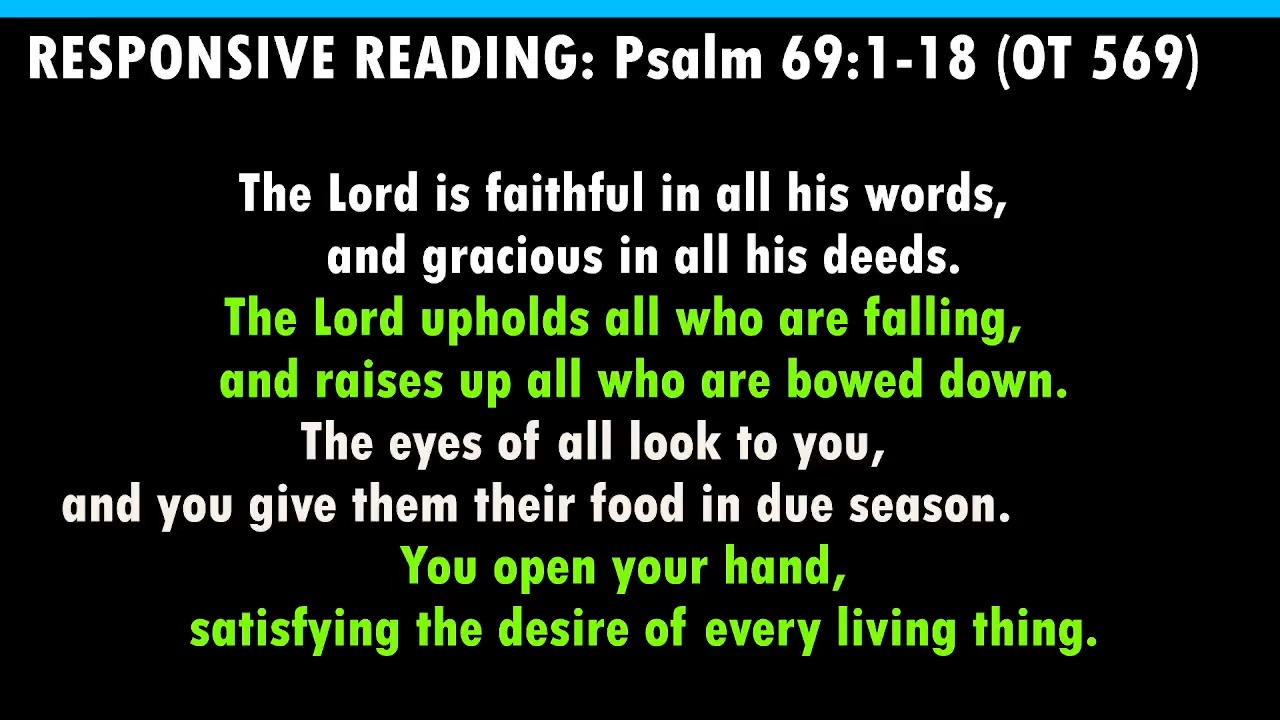 RESPONSIVE READING: Psalm 69:1-18 (OT 569)
The Lord is faithful in all his words,
and gracious in all his deeds.
The Lord upholds all who are falling,
and raises up all who are bowed down.
The eyes of all look to you,
and you give them their food in due season.
You open your hand,
satisfying the desire of every living thing.